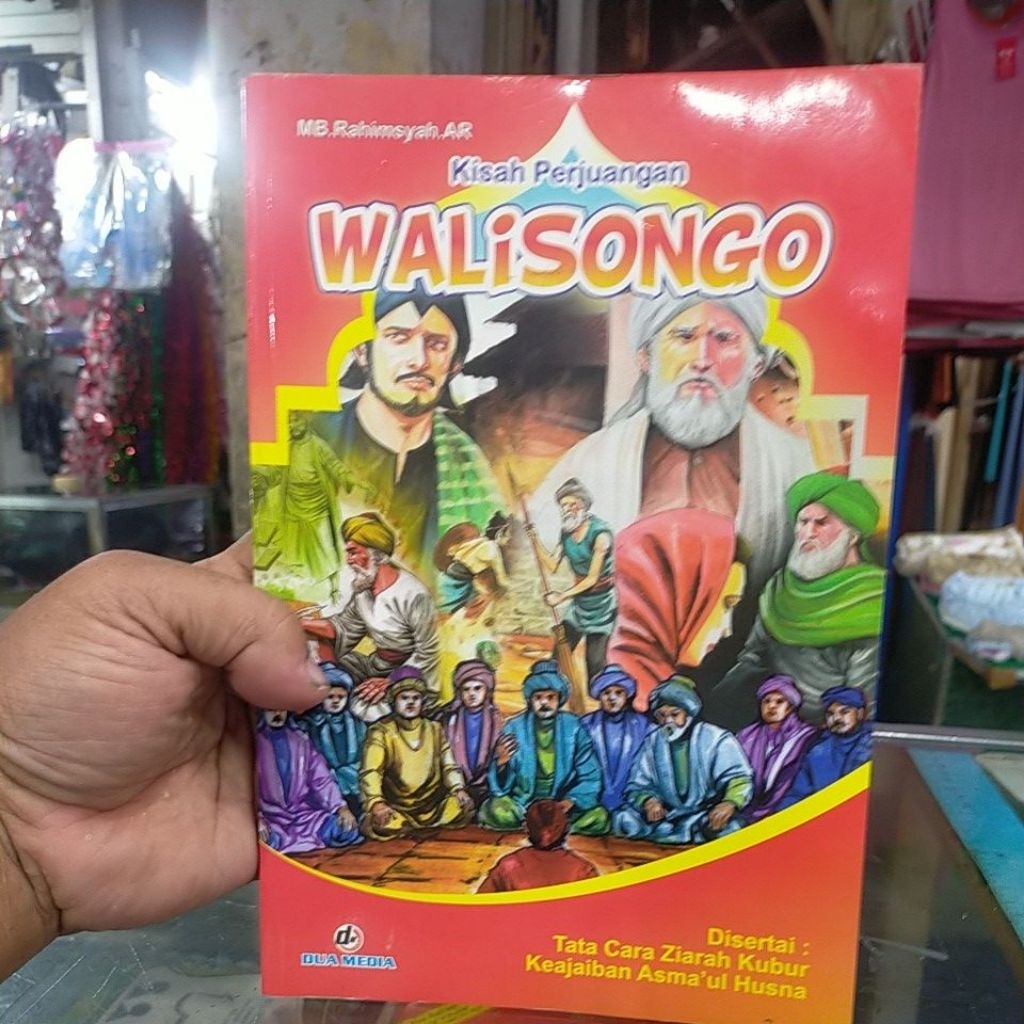 MB.Rahimsyah.AR
Kisah Perjuangan
WALiSONGO
d.
DUA MEDIA
Disertai :
Tata Cara Ziarah Kubur
Keajaiban Asma'ul Husna